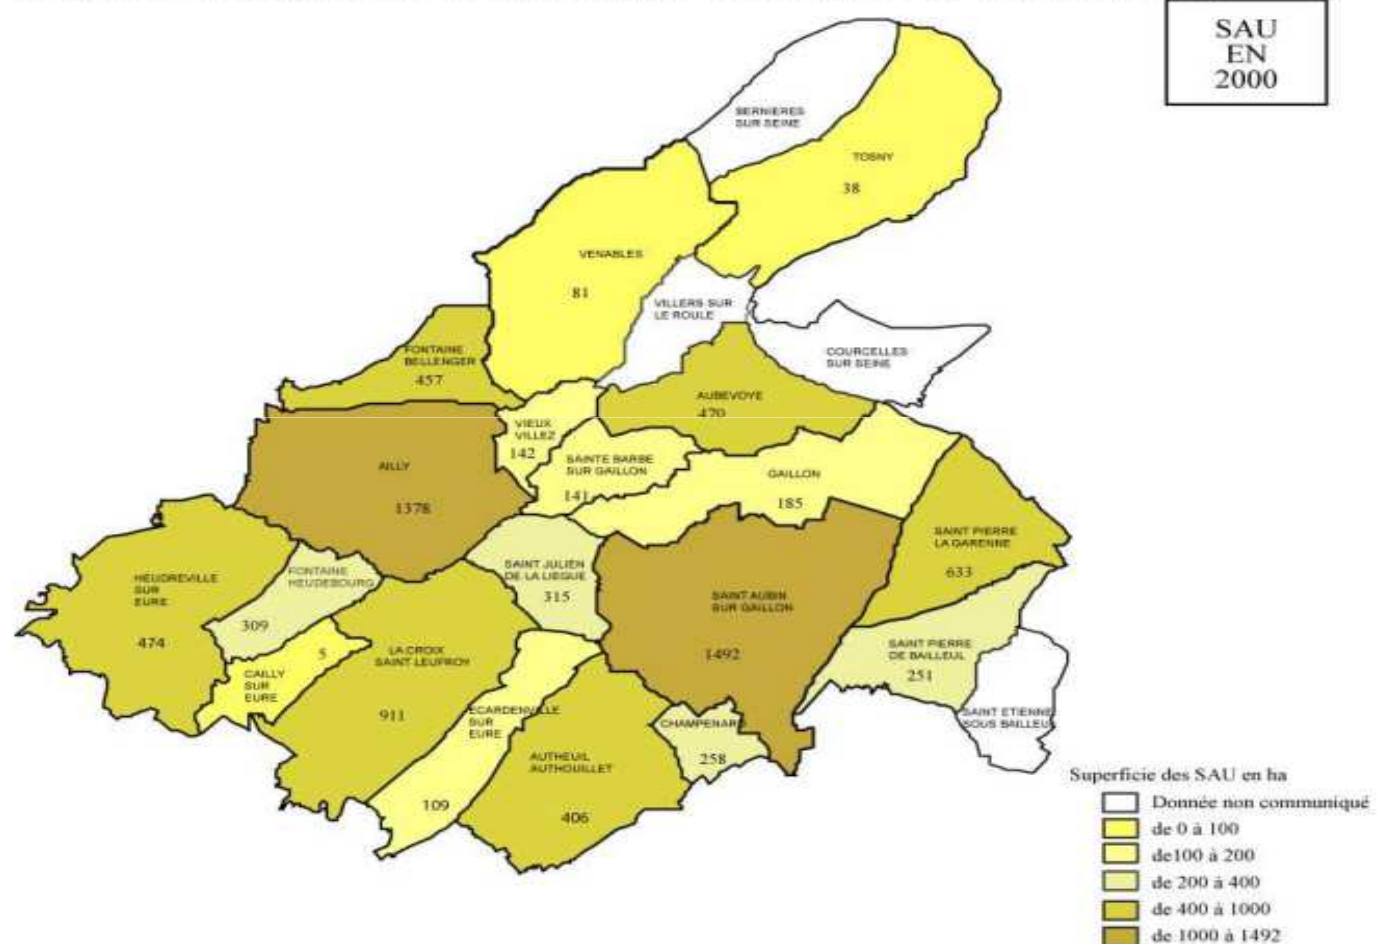 SAU
EN
2000
BERNIERES
SUR SEINE
TOSNY
38
VENABLES
81
VILLERS SUR
LE ROULE
COURCELLES
SUR SEINE
FONTAINE
BELLENGER
457
AUBEVOYE
470
VIEUX
VILLEZ
142
SAINTE BARBE
SUR GAILLON
141
GAILLON
185
AILLY
1378
SAINT PIERRE
LA GARENNE
633
HEUDREVILLE
SUR
EURE
474
FONTAINE
HEUDEBOURG
309
SAINT JULIEN
DE LA LIEGUE
315
SAINT AUBIN
SUR GAILLON
1492
SAINT PIERRE
DE BAILLEUL
251
CAILLY
SUR
EURE
5
LA CROIX
SAINT LEUFROY
911
ECARDENVILLE
SUR
EURE
109
AUTHEUIL
AUTHOUILLET
406
CHAMPENARD
258
SAINT ETIENNE
SOUS BAILLEUL
Superficie des SAU en ha
Donnée non communiqué
de 0 à 100
de100 à 200
de 200 à 400
de 400 à 1000
de 1000 à 1492